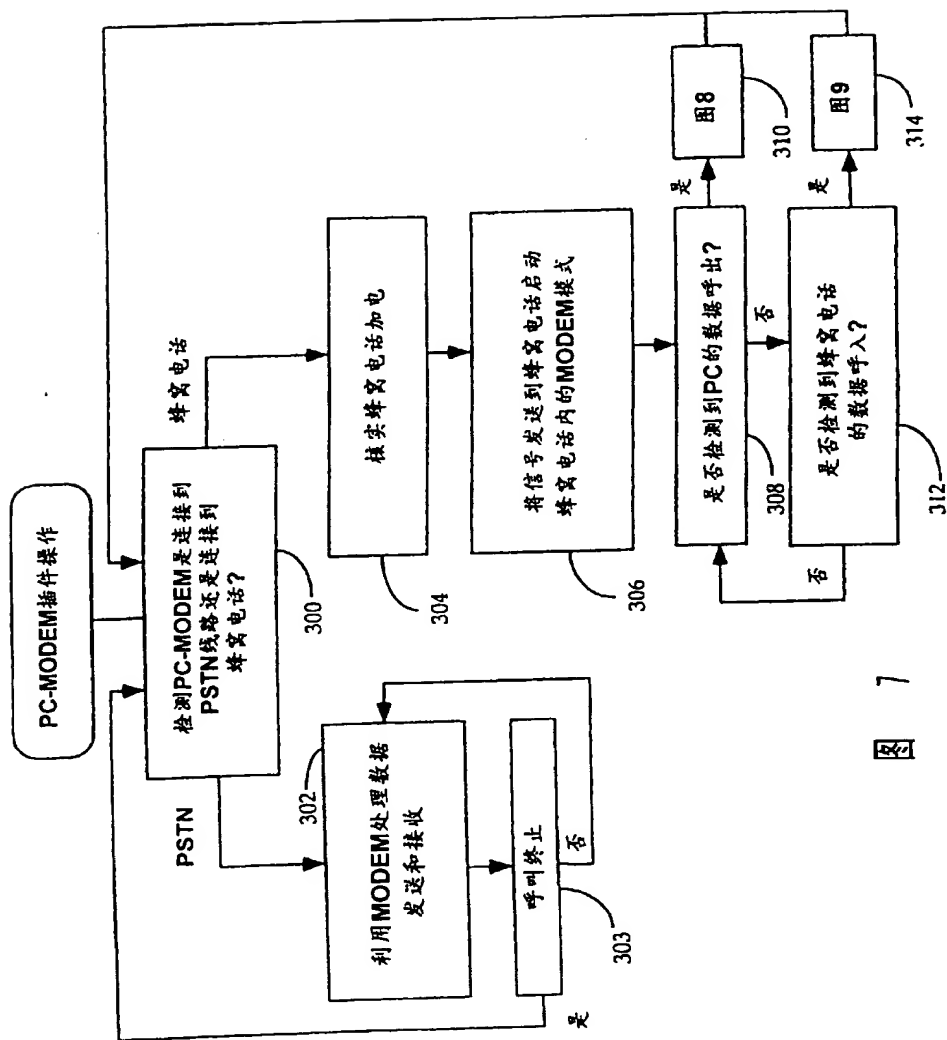 PC-MODEM插件操作
检测PC-MODEM是连接到
PSTN线路还是连接到
蜂窝电话?
300
PSTN
蜂窝电话
302
利用MODEM处理数据
发送和接收
呼叫终止
303
否
是
核实蜂窝电话加电
304
将信号发送到蜂窝电话启动
蜂窝电话内的MODEM模式
306
是否检测到PC的数据呼出?
308
是
图8
310
否
是否检测到蜂窝电话
的数据呼入?
312
否
是
图9
314
图 7